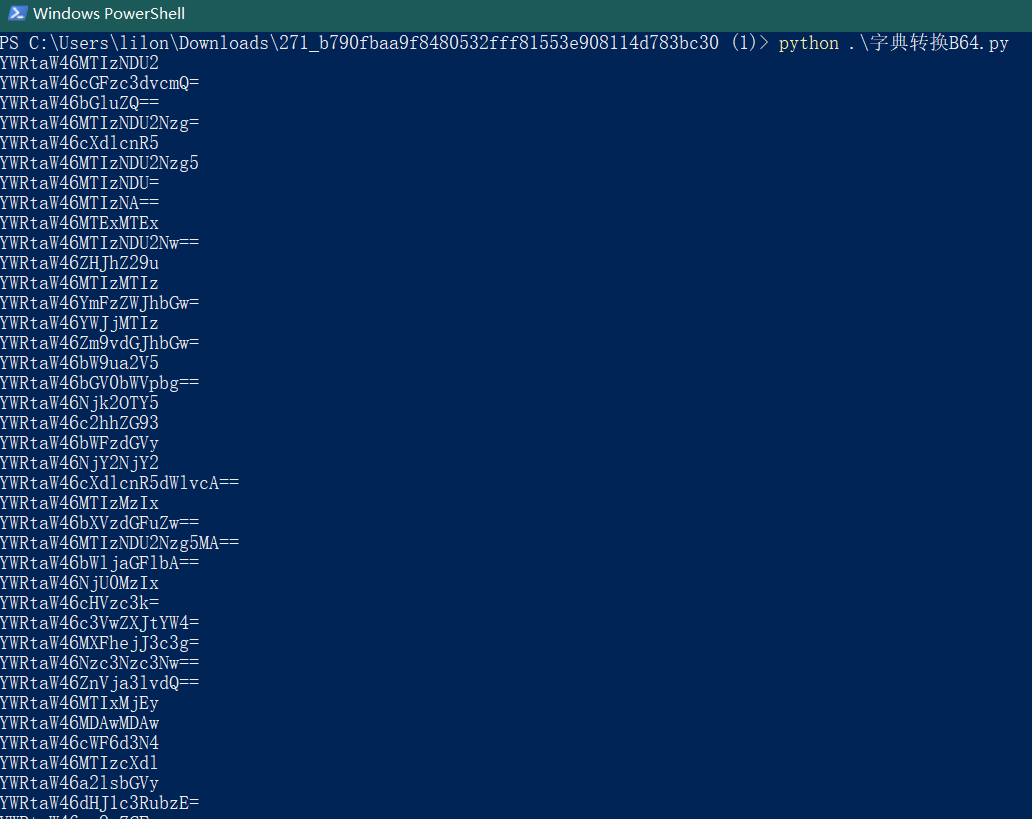 Windows PowerShell
PS C:\Users\lilon\Downloads\271_b790fbaa9f8480532fff81553e908114d783bc30 (1)> python .\字典转换B64.py
YWRtaW46MTIzNDU2
YWRtaW46cGFzc3dvcmQ=
YWRtaW46bGluZQ==
YWRtaW46MTIzNDU2Nzg=
YWRtaW46cXdlcnR5
YWRtaW46MTIzNDU2Nzg5
YWRtaW46MTIzNDU=
YWRtaW46MTIzNA==
YWRtaW46MTExMTEx
YWRtaW46MTIzNDU2Nw==
YWRtaW46ZHJhZ29u
YWRtaW46MTIzMTIz
YWRtaW46YmFzZWJhbGw=
YWRtaW46YWJjMTIz
YWRtaW46Zm9vdGJhbGw=
YWRtaW46bW9ua2V5
YWRtaW46bGV0bWVpbg==
YWRtaW46Njk2OTY5
YWRtaW46c2hhZG93
YWRtaW46bWFzdGVy
YWRtaW46NjY2NjY2
YWRtaW46cXdlcnR5dWlvcA==
YWRtaW46MTIzMzIx
YWRtaW46bXVzdGFuZw==
YWRtaW46MTIzNDU2Nzg5MA==
YWRtaW46bWljaGFlbA==
YWRtaW46NjU0MzIx
YWRtaW46cHVzc3k=
YWRtaW46c3VwZXJtYW4=
YWRtaW46MXFhejJ3c3g=
YWRtaW46Nzc3Nzc3Nw==
YWRtaW46ZnVja3lvdQ==
YWRtaW46MTIxMjEy
YWRtaW46MDAwMDAw
YWRtaW46cWF6d3N4
YWRtaW46MTIzcXdl
YWRtaW46a2lsbGVy
YWRtaW46dHJ1c3RubzE=